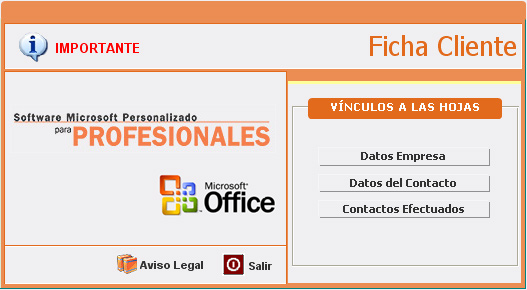 IMPORTANTE
Ficha Cliente
Software Microsoft Personalizado
para PROFESIONALES
Microsoft
Office
VÍNCULOS A LAS HOJAS
Datos Empresa
Datos del Contacto
Contactos Efectuados
Aviso Legal
Salir